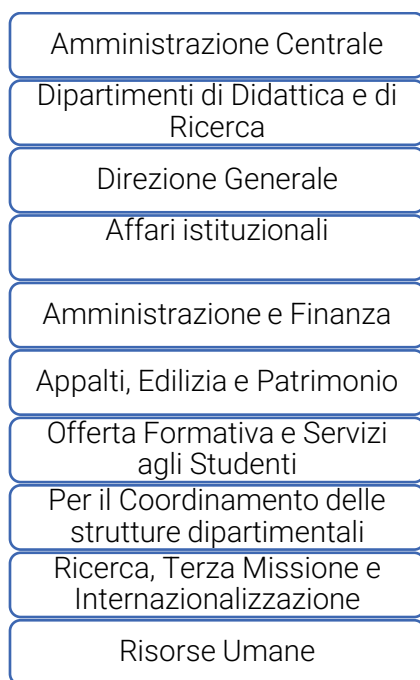 Amministrazione Centrale
Dipartimenti di Didattica e di
Ricerca
Direzione Generale
Affari istituzionali
Amministrazione e Finanza
Appalti, Edilizia e Patrimonio
Offerta Formativa e Servizi
agli Studenti
Per il Coordinamento delle
strutture dipartimentali
Ricerca, Terza Missione e
Internazionalizzazione
Risorse Umane